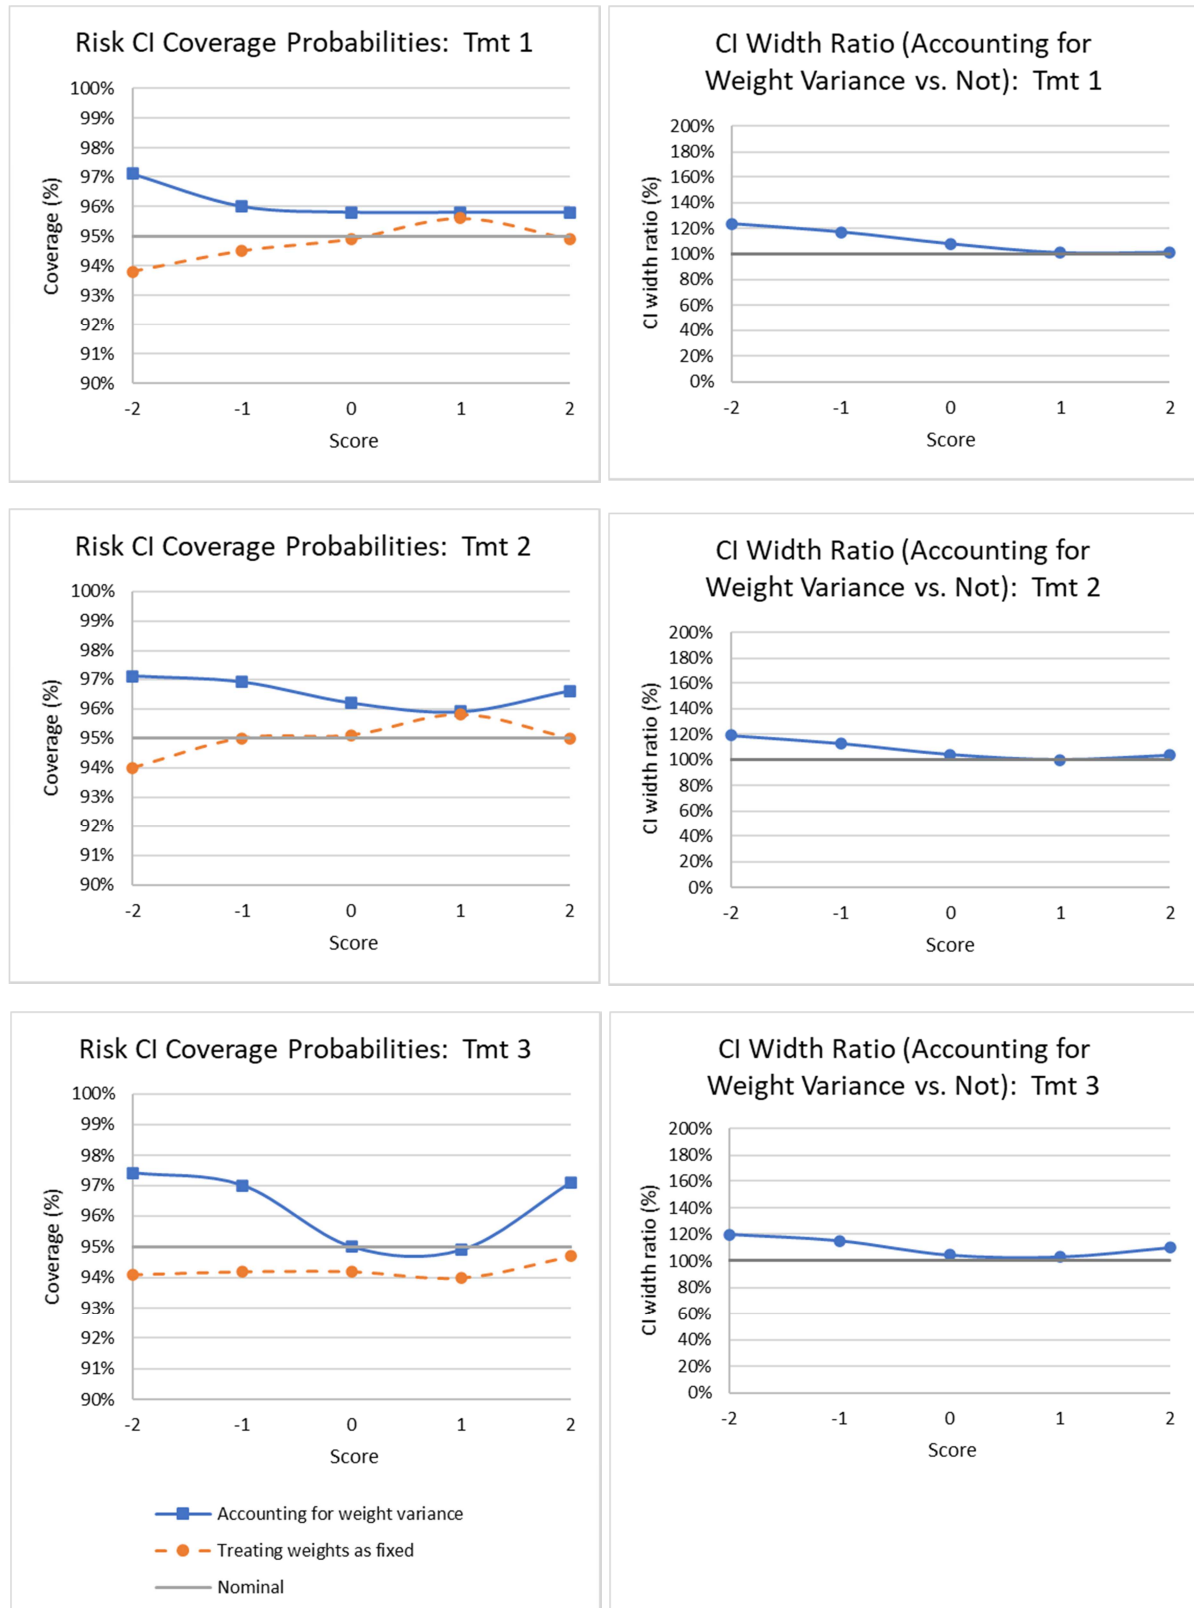 Risk CI Coverage Probabilities: Tmt 1
100%
99%
98%
97%
96%
95%
94%
93%
92%
91%
90%
Coverage (%)
-2 -1 0 1 2
Score
CI Width Ratio (Accounting for
Weight Variance vs. Not): Tmt 1
200%
180%
160%
140%
120%
100%
80%
60%
40%
20%
0%
CI width ratio (%)
-2 -1 0 1 2
Score
Risk CI Coverage Probabilities: Tmt 2
100%
99%
98%
97%
96%
95%
94%
93%
92%
91%
90%
Coverage (%)
-2 -1 0 1 2
Score
CI Width Ratio (Accounting for
Weight Variance vs. Not): Tmt 2
200%
180%
160%
140%
120%
100%
80%
60%
40%
20%
0%
CI width ratio (%)
-2 -1 0 1 2
Score
Risk CI Coverage Probabilities: Tmt 3
100%
99%
98%
97%
96%
95%
94%
93%
92%
91%
90%
Coverage (%)
-2 -1 0 1 2
Score
Accounting for weight variance
Treating weights as fixed
Nominal
CI Width Ratio (Accounting for
Weight Variance vs. Not): Tmt 3
200%
180%
160%
140%
120%
100%
80%
60%
40%
20%
0%
CI width ratio (%)
-2 -1 0 1 2
Score